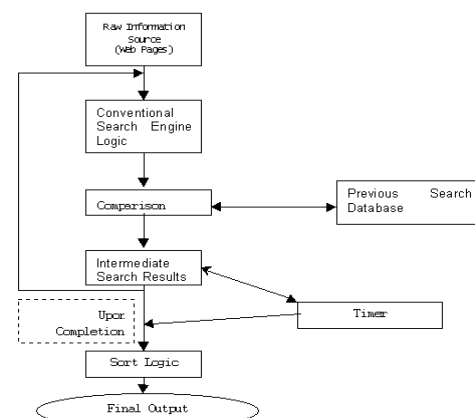 Raw Information
Source
(Web Pages)
Conventional
Search Engine
Logic
Comparison
Previous Search
Database
Intermediate
Search Results
Timer
Upon
Completion
Sort Logic
Final Output